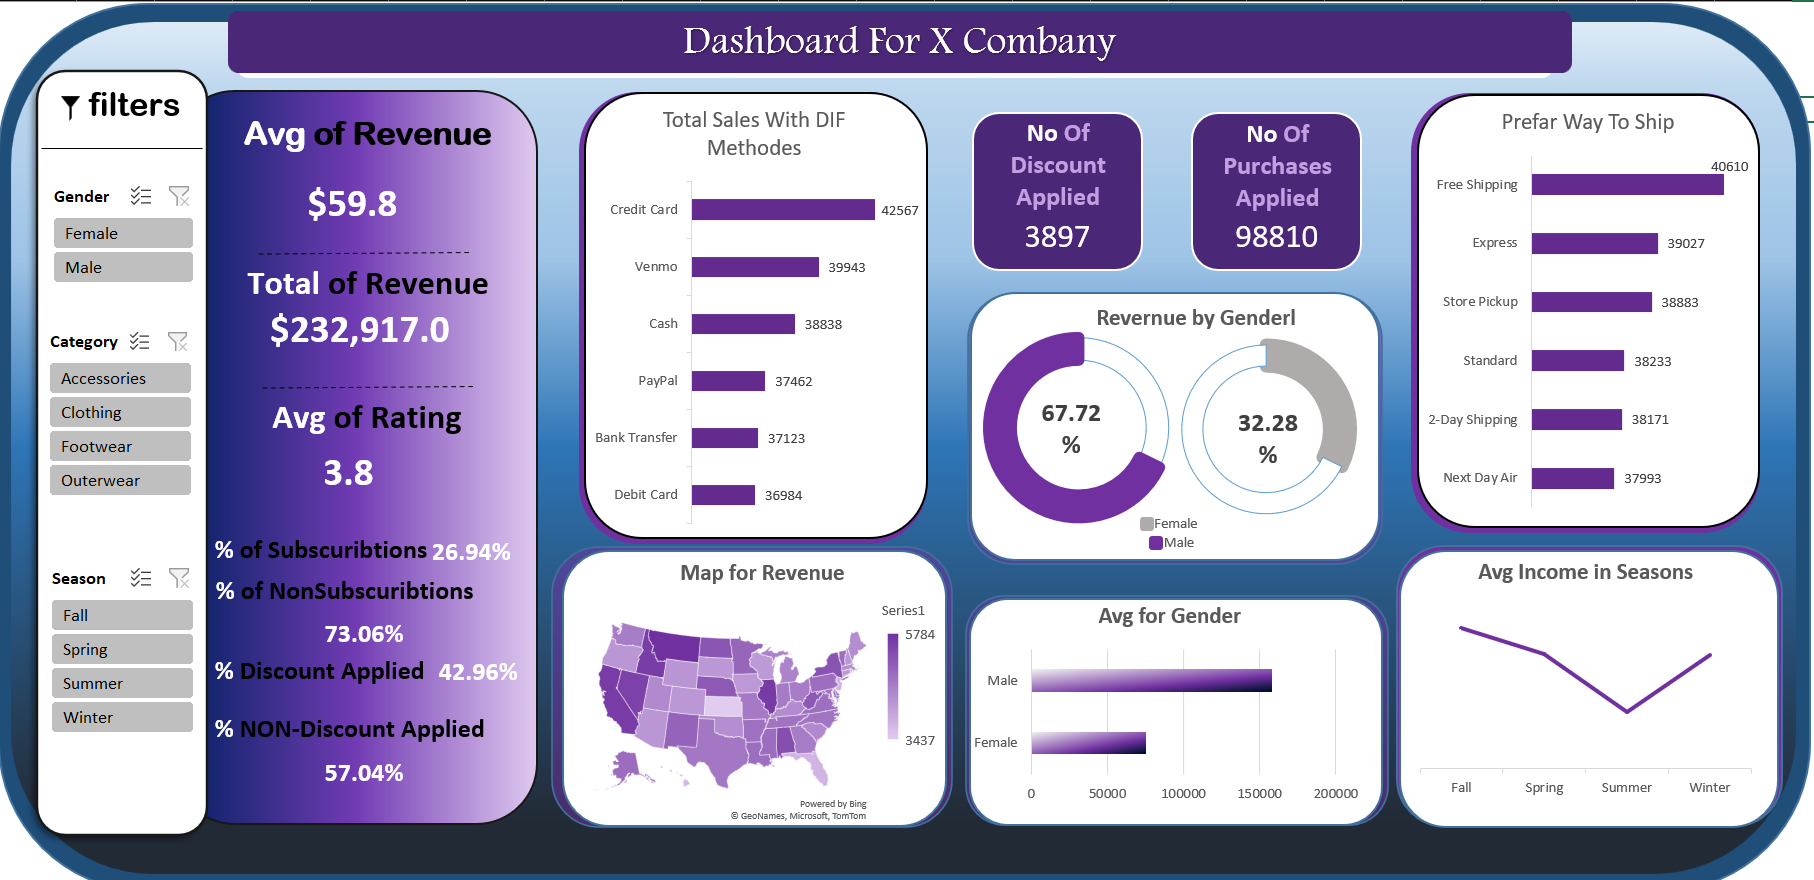 Dashboard For X Combany
filters
Gender
Female
Male
Category
Accessories
Clothing
Footwear
Outerwear
Season
Fall
Spring
Summer
Winter
Avg of Revenue
$59.8
Total of Revenue
$232,917.0
Avg of Rating
3.8
% of Subscuribtions 26.94%
% of NonSubscuribtions
73.06%
% Discount Applied 42.96%
% NON-Discount Applied
57.04%
Total Sales With DIF
Methodes
Credit Card 42567
Venmo 39943
Cash 38838
PayPal 37462
Bank Transfer 37123
Debit Card 36984
Map for Revenue
Series1
5784
3437
Powered by Bing
© GeoNames, Microsoft, TomTom
No Of
Discount
Applied
3897
No Of
Purchases
Applied
98810
Revernue by Genderl
67.72
%
32.28
%
Female
Male
Avg for Gender
Male
Female
0 50000 100000 150000 200000
Prefar Way To Ship
Free Shipping 40610
Express 39027
Store Pickup 38883
Standard 38233
2-Day Shipping 38171
Next Day Air 37993
Avg Income in Seasons
Fall Spring Summer Winter